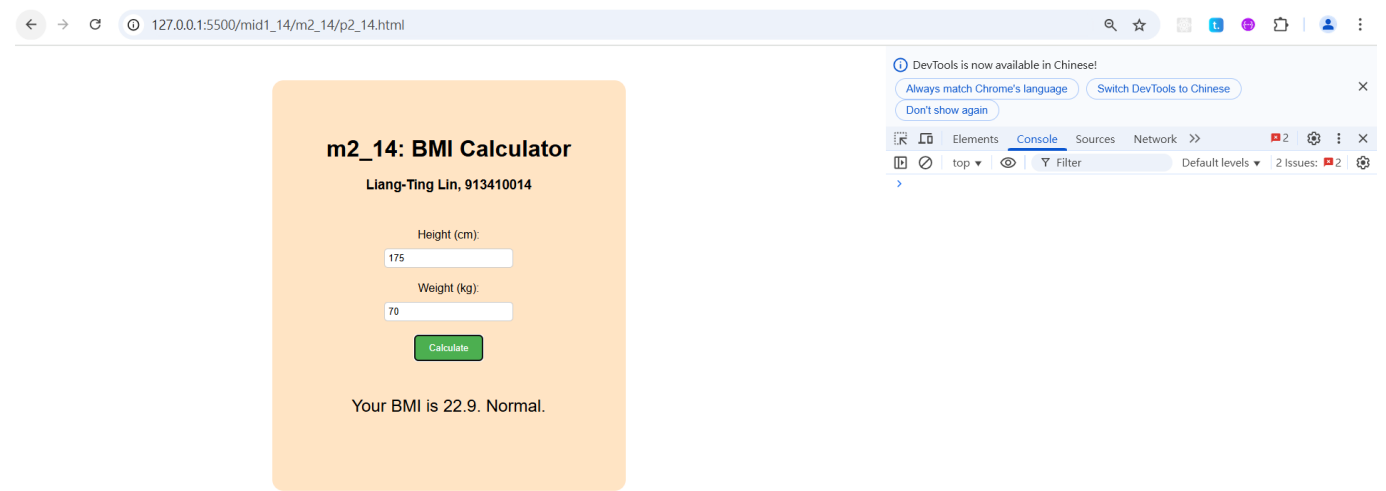 127.0.0.1:5500/mid1_14/m2_14/p2_14.html
t.
m2_14: BMI Calculator
Liang-Ting Lin, 913410014
Height (cm):
175
Weight (kg):
70
Calculate
Your BMI is 22.9. Normal.
DevTools is now available in Chinese!
Always match Chrome's language Switch DevTools to Chinese
Don't show again
Elements Console Sources Network 2
top Filter Default levels 2 Issues: 2